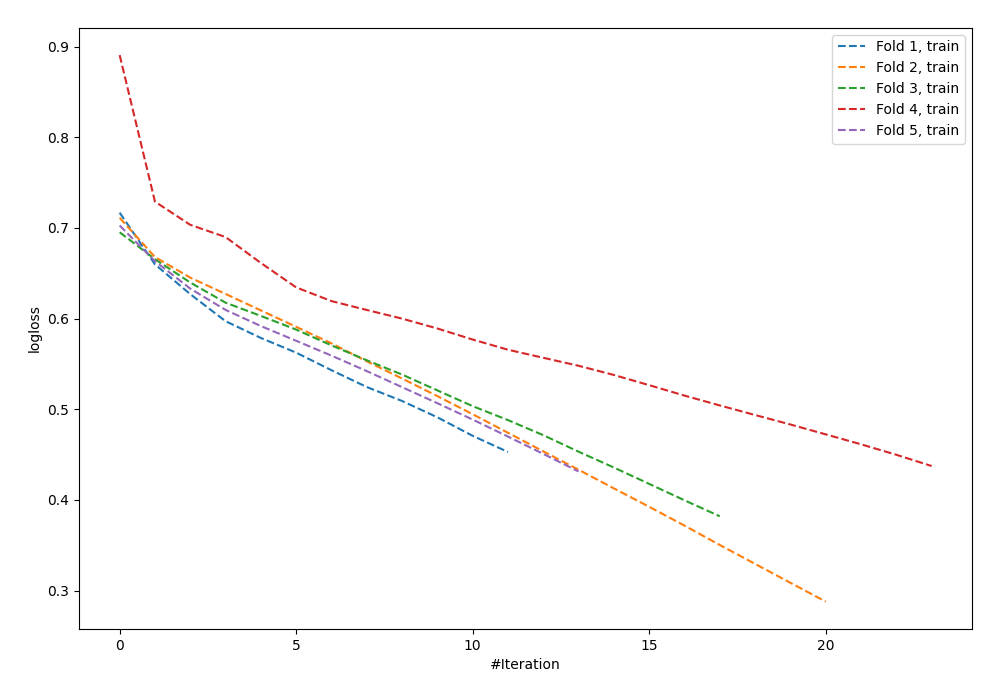 0.9
0.8
0.7
0.6
0.5
0.4
0.3
logloss
0
5
10
15
20
#Iteration
Fold 1, train
Fold 2, train
Fold 3, train
Fold 4, train
Fold 5, train